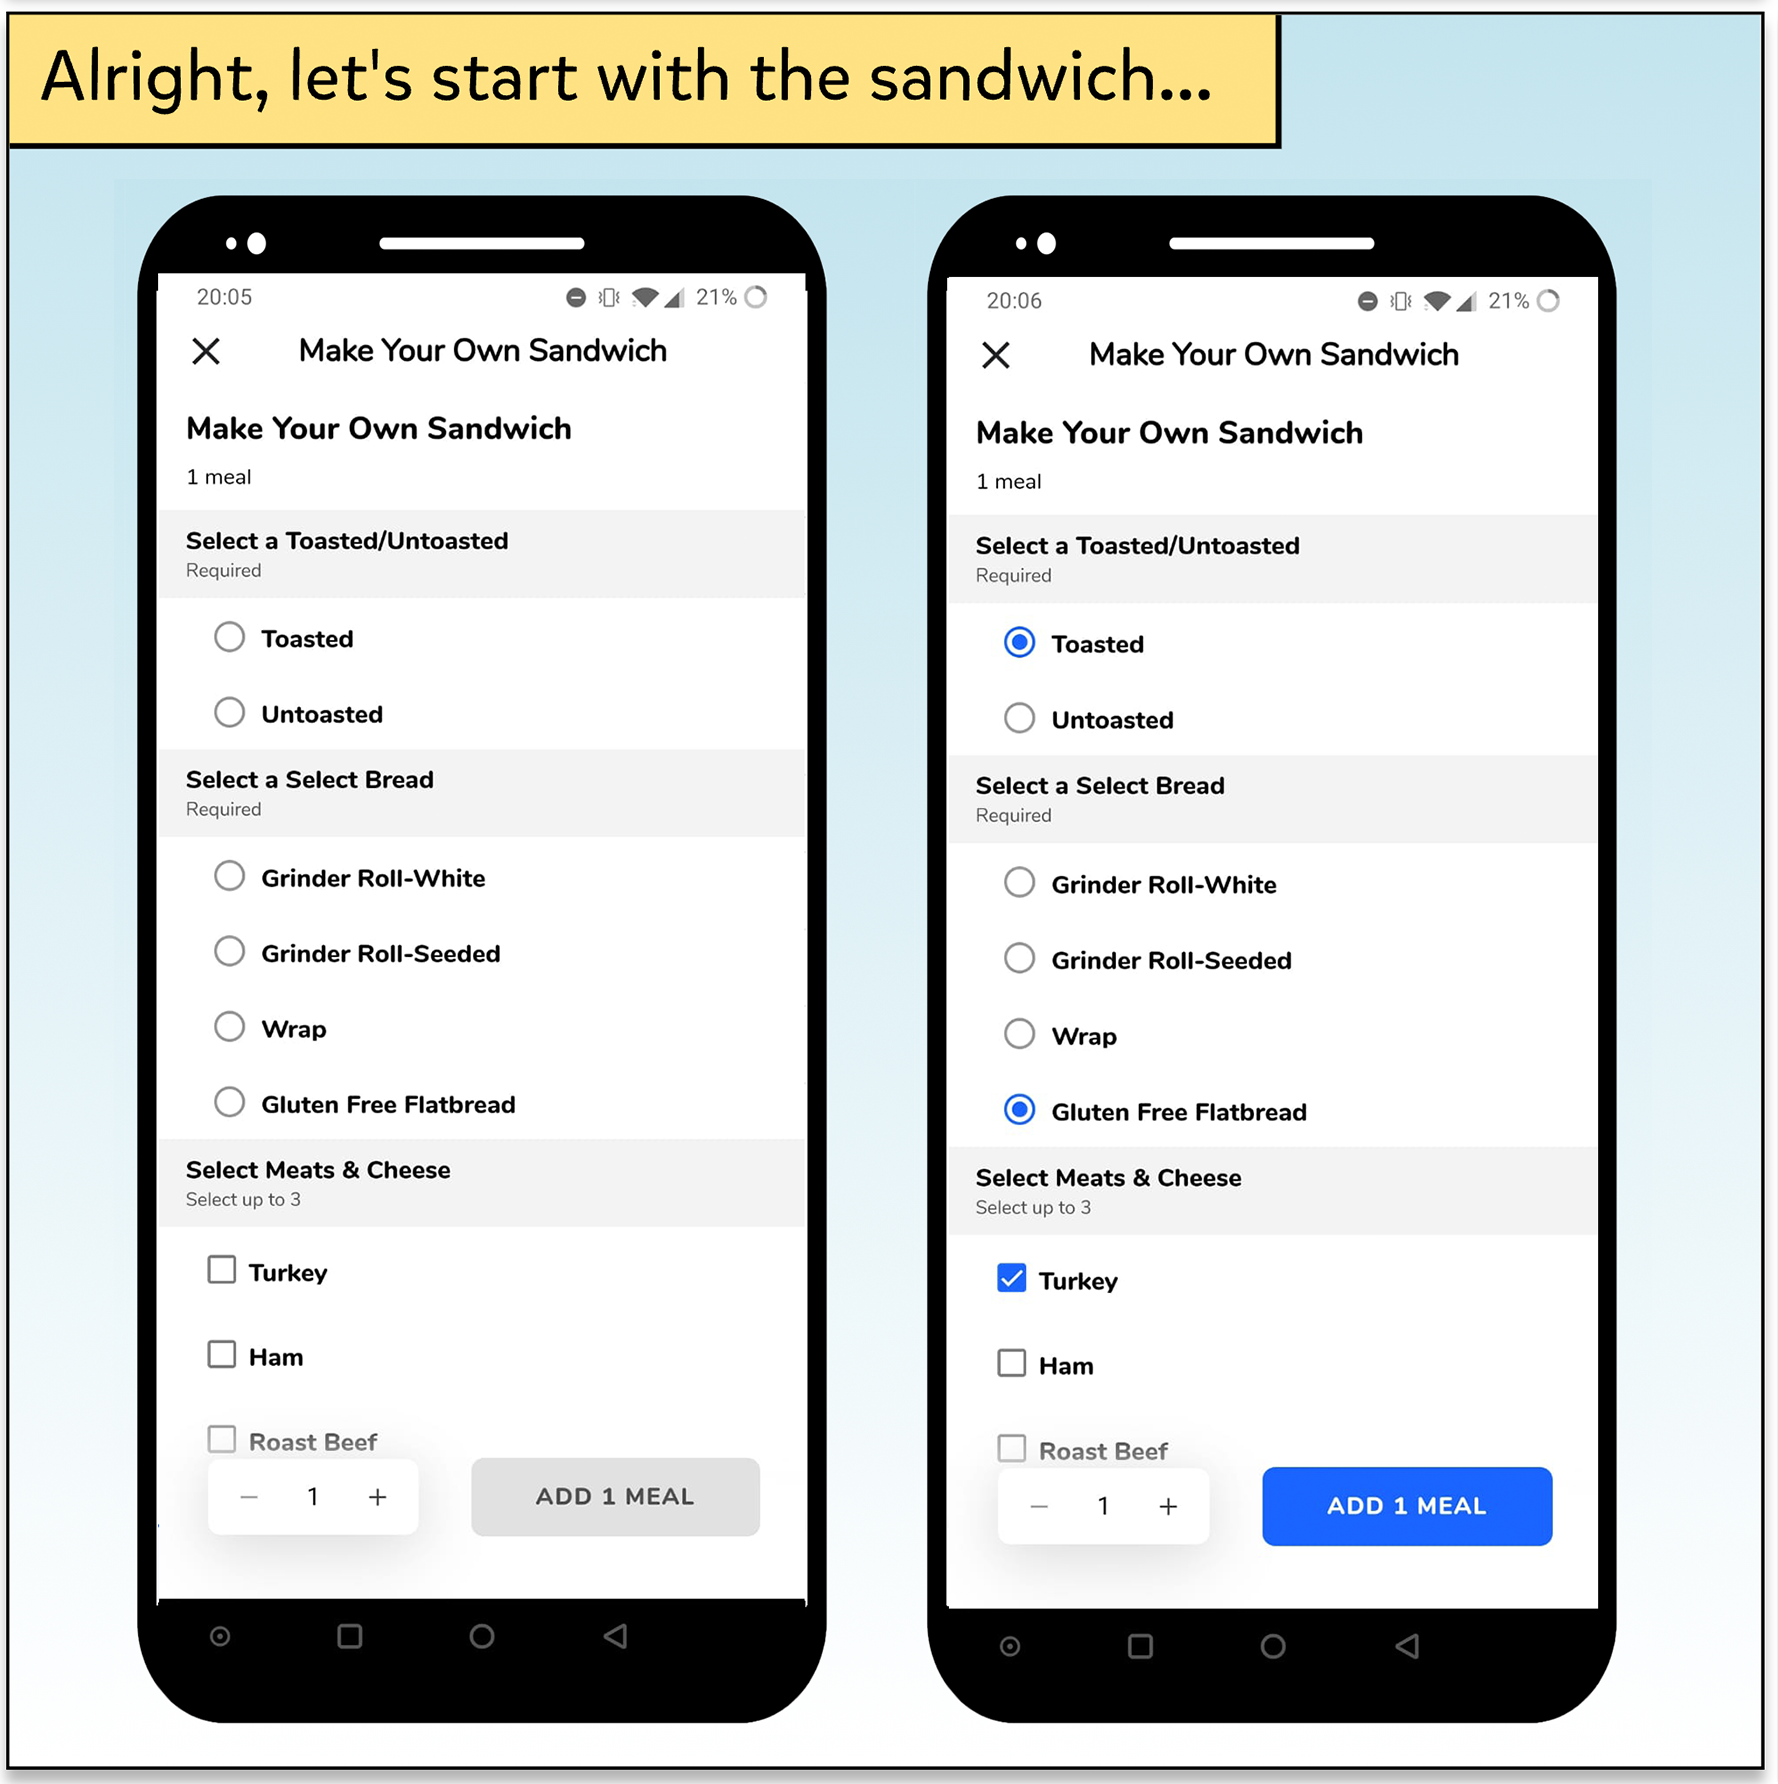 Alright, let's start with the sandwich...
20:05
21%
Make Your Own Sandwich
Make Your Own Sandwich
1 meal
Select a Toasted/Untoasted
Required
Toasted
Untoasted
Select a Select Bread
Required
Grinder Roll-White
Grinder Roll-Seeded
Wrap
Gluten Free Flatbread
Select Meats & Cheese
Select up to 3
Turkey
Ham
Roast Beef
1
ADD 1 MEAL
20:06
21%
Make Your Own Sandwich
Make Your Own Sandwich
1 meal
Select a Toasted/Untoasted
Required
Toasted
Untoasted
Select a Select Bread
Required
Grinder Roll-White
Grinder Roll-Seeded
Wrap
Gluten Free Flatbread
Select Meats & Cheese
Select up to 3
Turkey
Ham
Roast Beef
1
ADD 1 MEAL